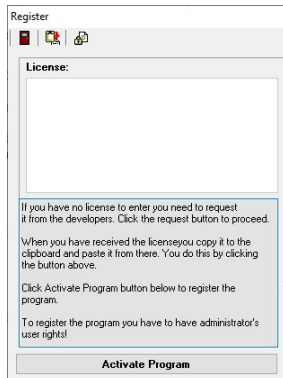 Register
License:
If you have no license to enter you need to request
it from the developers. Click the request button to proceed.
When you have received the licenseyou copy it to the
clipboard and paste it from there. You do this by clicking
the button above.
Click Activate Program button below to register the
program.
To register the program you have to have administrator's
user rights!
Activate Program